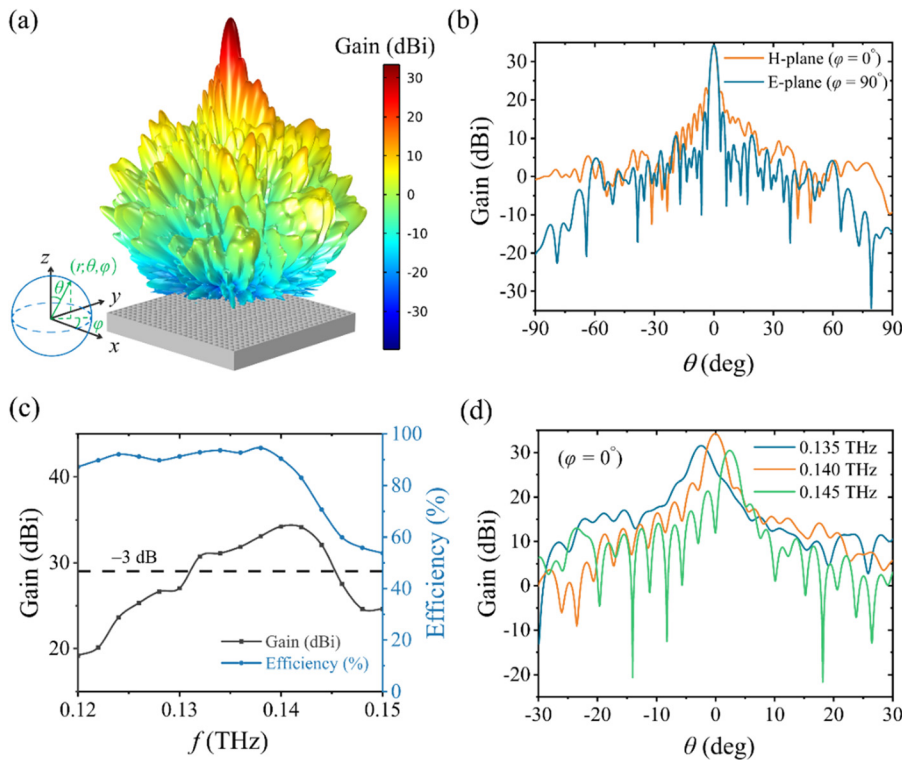 (a)
Gain (dBi)
30
20
10
0
-10
-20
-30
z
(r,θ,φ)
θ
y
φ
x
(b)
H-plane (φ = 0°)
E-plane (φ = 90°)
30
20
10
0
-10
-20
-30
Gain (dBi)
-90 -60 -30 0 30 60 90
θ (deg)
(c)
40
30
20
Gain (dBi)
−3 dB
Gain (dBi)
Efficiency (%)
100
80
60
40
20
0
Efficiency (%)
0.12 0.13 0.14 0.15
f (THz)
(d)
(φ = 0°)
0.135 THz
0.140 THz
0.145 THz
30
20
10
0
-10
-20
Gain (dBi)
-30 -20 -10 0 10 20 30
θ (deg)